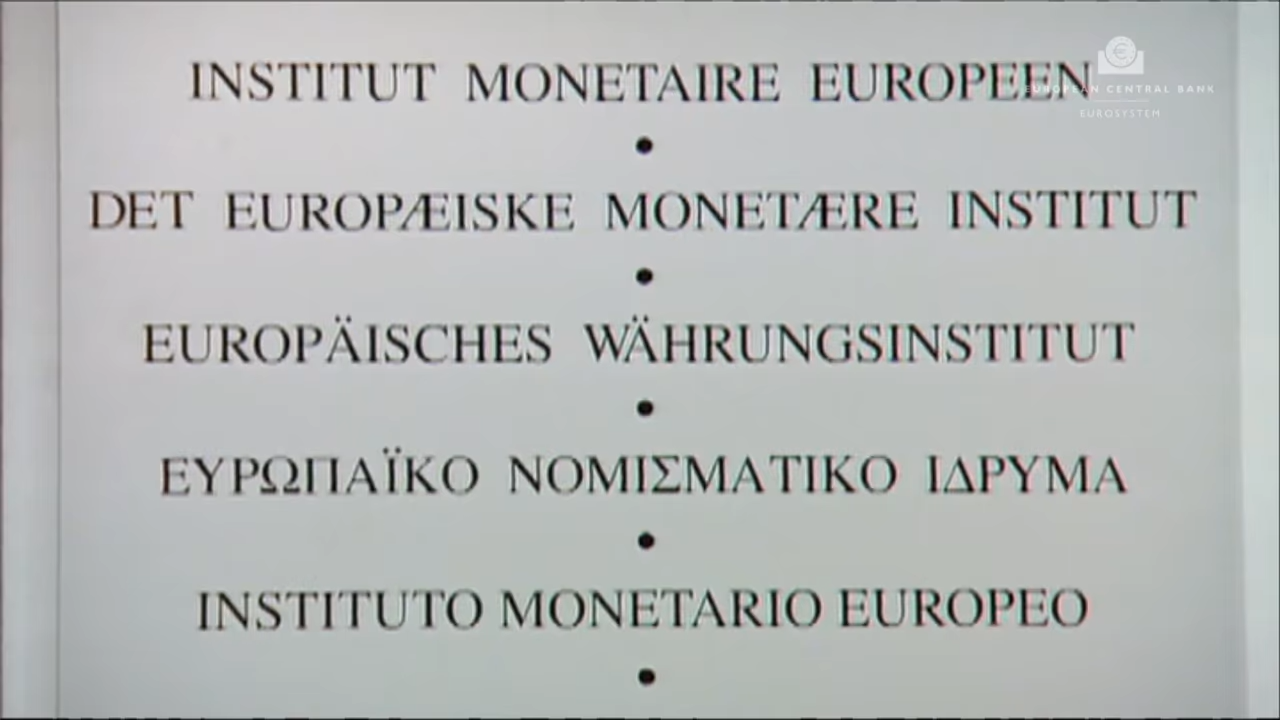 INSTITUT MONETAIRE EUROPEEN
EUROPEAN CENTRAL BANK
EUROSYSTEM
•
DET EUROPÆISKE MONETÆRE INSTITUT
•
EUROPÄISCHES WÄHRUNGSINSTITUT
•
ΕΥΡΩΠΑΪΚΟ ΝΟΜΙΣΜΑΤΙΚΟ ΙΔΡΥΜΑ
•
INSTITUTO MONETARIO EUROPEO
•